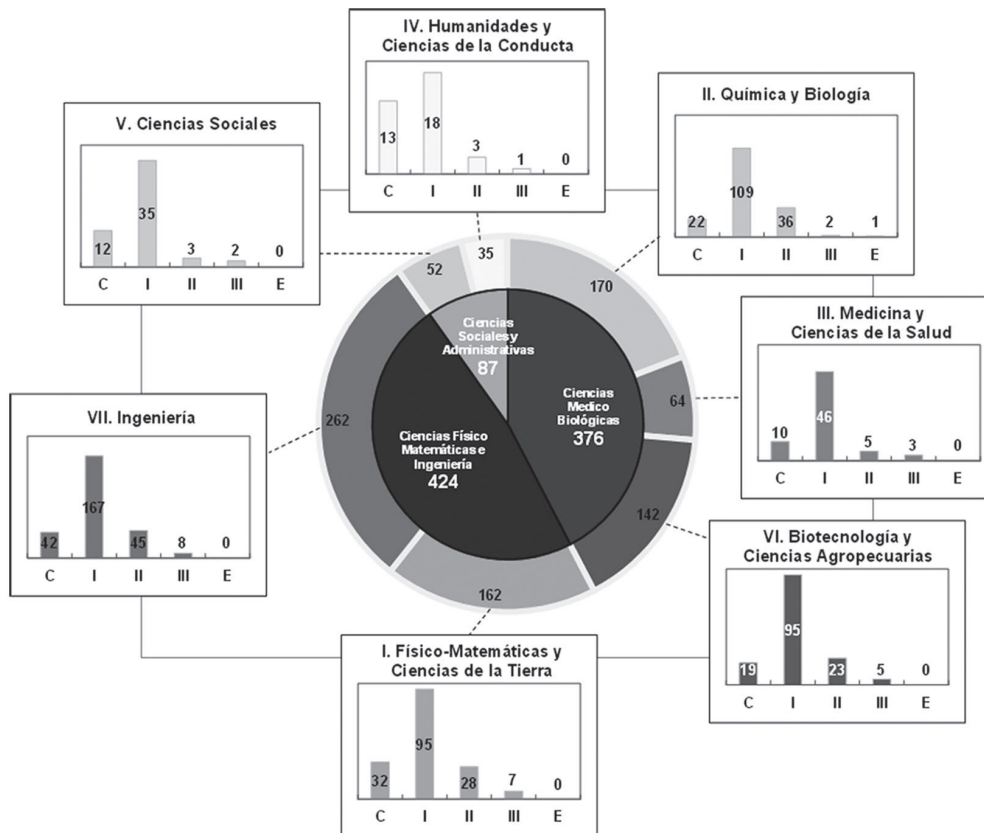 IV. Humanidades y
Ciencias de la Conducta
13 18 3 1 0
C I II III E
V. Ciencias Sociales
12 35 3 2 0
C I II III E
II. Química y Biología
22 109 36 2 1
C I II III E
III. Medicina y
Ciencias de la Salud
10 46 5 3 0
C I II III E
VII. Ingeniería
42 167 45 8 0
C I II III E
VI. Biotecnología y
Ciencias Agropecuarias
19 95 23 5 0
C I II III E
I. Físico-Matemáticas y
Ciencias de la Tierra
32 95 28 7 0
C I II III E
52
35
170
64
142
162
262
Ciencias
Sociales y
Administrativas
87
Ciencias
Medico
Biológicas
376
Ciencias Físico
Matemáticas e
Ingeniería
424